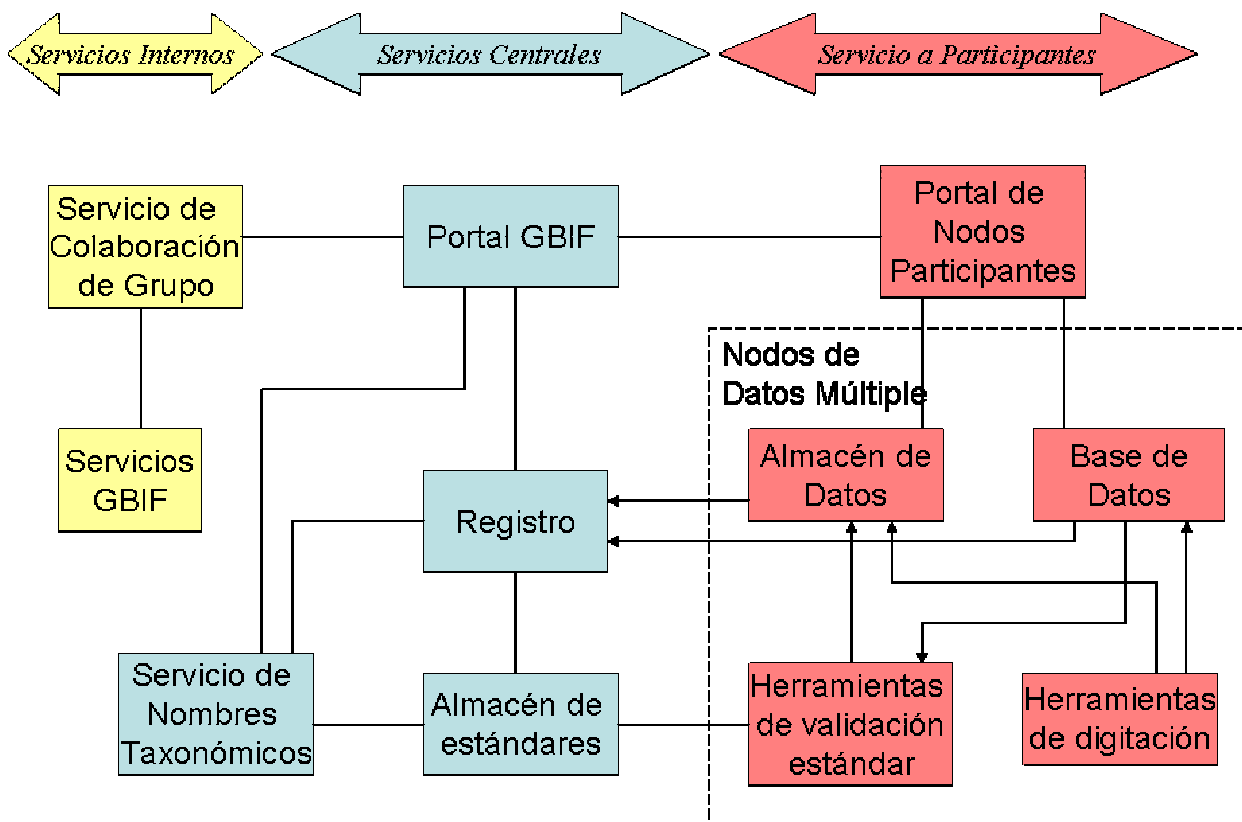 Servicios Internos
Servicios Centrales
Servicio a Participantes
Servicio de
Colaboración
de Grupo
Portal GBIF
Portal de
Nodos
Participantes
Nodos de
Datos Múltiple
Servicios
GBIF
Registro
Almacén de
Datos
Base de
Datos
Servicio de
Nombres
Taxonómicos
Almacén de
estándares
Herramientas
de validación
estándar
Herramientas
de digitación